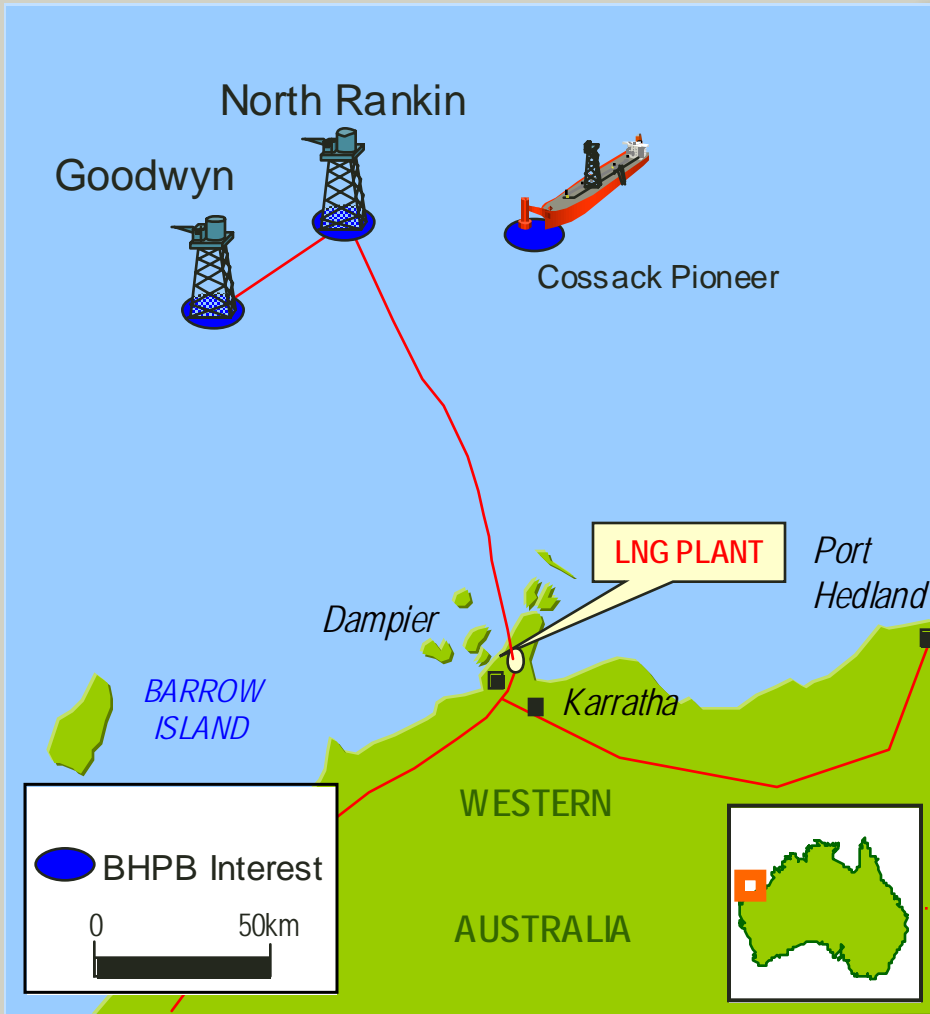 North Rankin
Goodwyn
Cossack Pioneer
LNG PLANT
Port
Hedland
Dampier
BARROW
ISLAND
Karratha
WESTERN
AUSTRALIA
BHPB Interest
0 50km